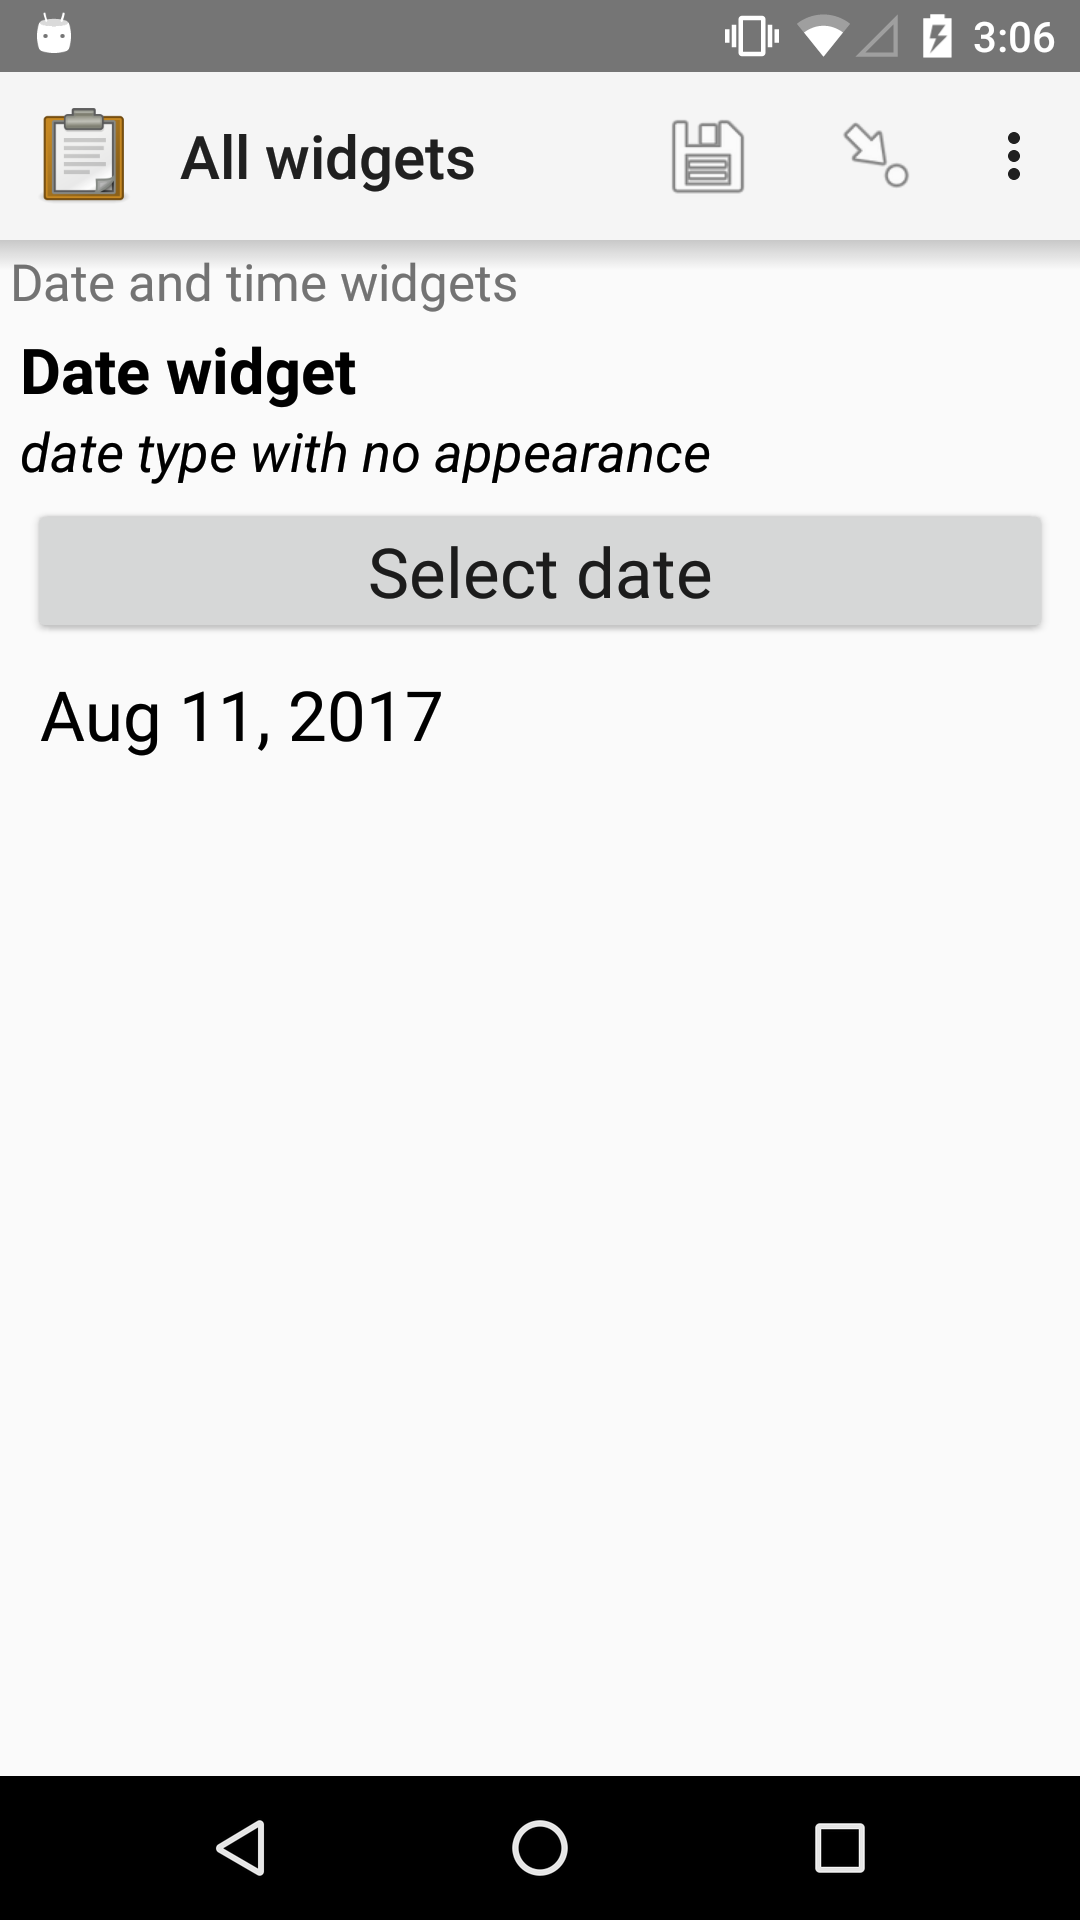 3:06
All widgets
Date and time widgets
Date widget
date type with no appearance
Select date
Aug 11, 2017